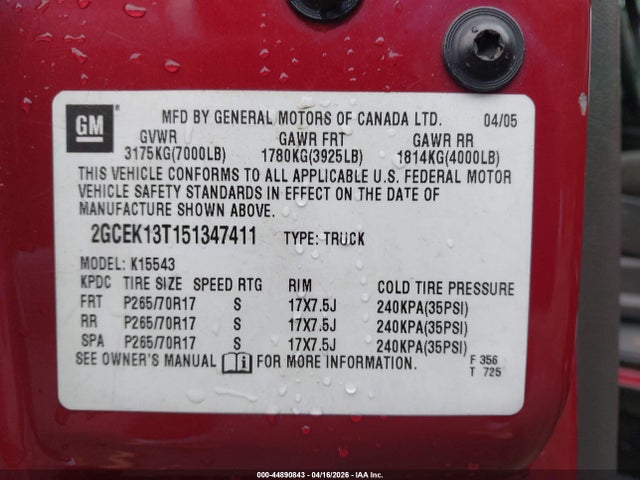 GM
MFD BY GENERAL MOTORS OF CANADA LTD. 04/05
GVWR GAWR FRT GAWR RR
3175KG(7000LB) 1780KG(3925LB) 1814KG(4000LB)
THIS VEHICLE CONFORMS TO ALL APPLICABLE U.S. FEDERAL MOTOR
VEHICLE SAFETY STANDARDS IN EFFECT ON THE DATE OF
MANUFACTURE SHOWN ABOVE.
2GCEK13T151347411 TYPE: TRUCK
MODEL: K15543
KPDC TIRE SIZE SPEED RTG RIM COLD TIRE PRESSURE
FRT P265/70R17 S 17X7.5J 240KPA(35PSI)
RR P265/70R17 S 17X7.5J 240KPA(35PSI)
SPA P265/70R17 S 17X7.5J 240KPA(35PSI)
SEE OWNER'S MANUAL FOR MORE INFORMATION.
F 356
T 725
000-44890843 - 04/16/2026 - IAA Inc.